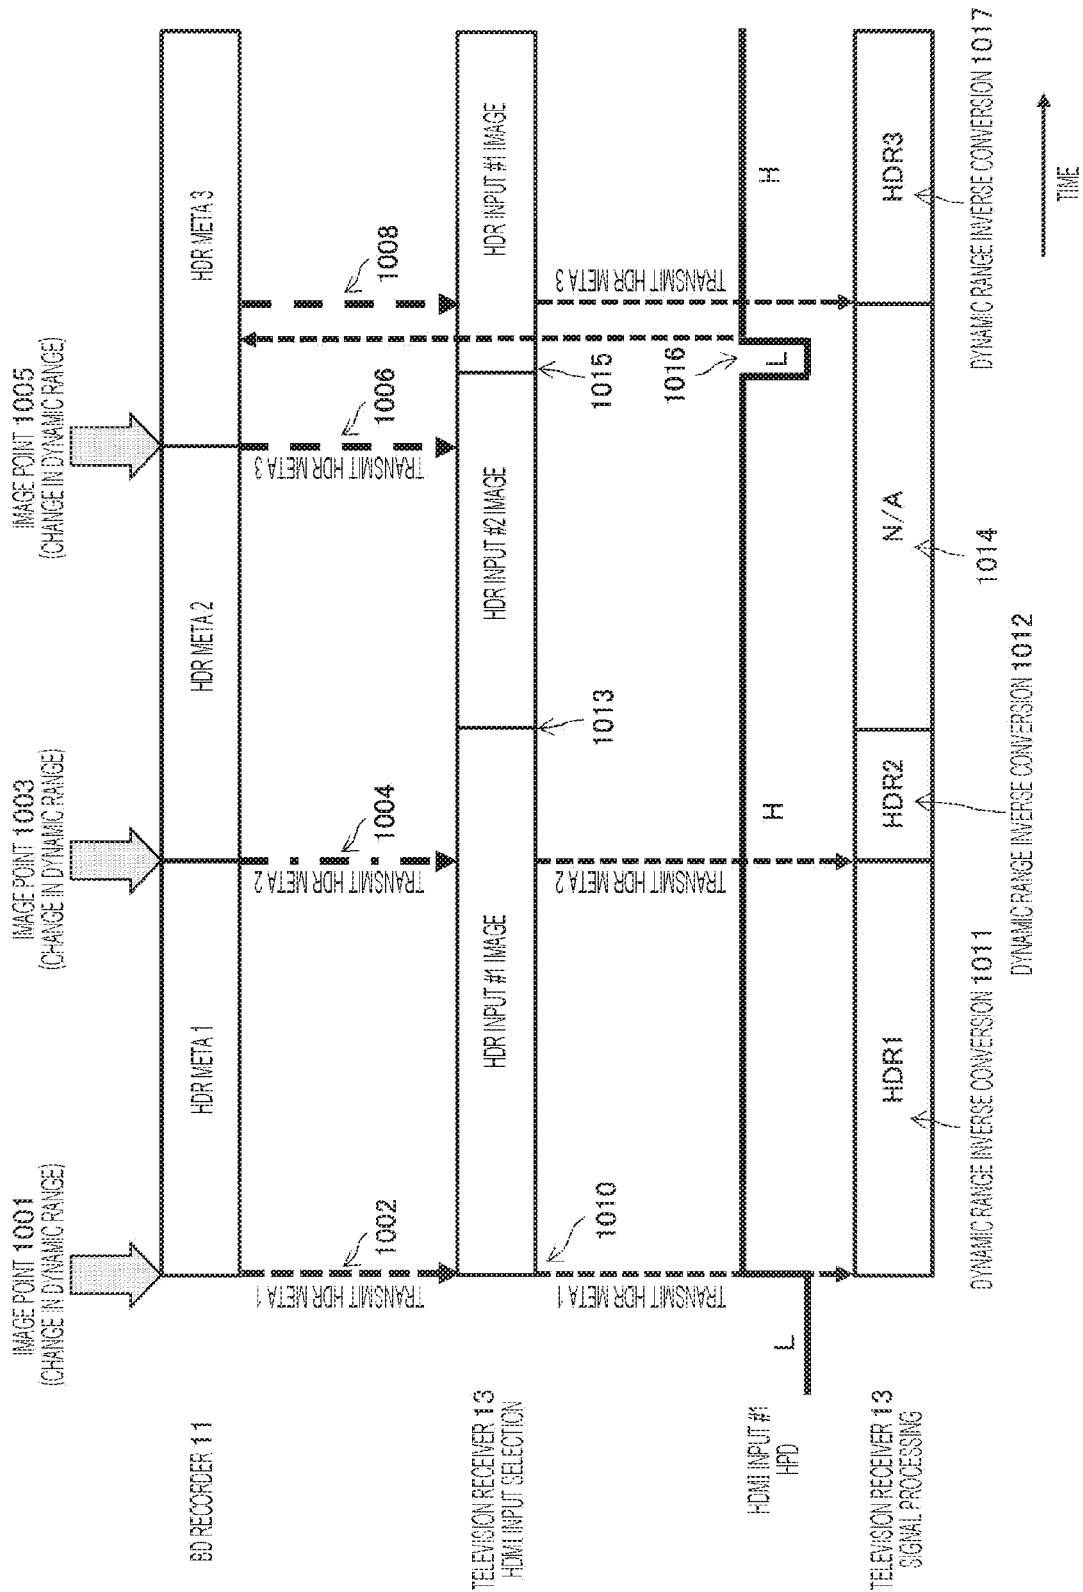 IMAGE POINT 1001
(CHANGE IN DYNAMIC RANGE)
IMAGE POINT 1003
(CHANGE IN DYNAMIC RANGE)
IMAGE POINT 1005
(CHANGE IN DYNAMIC RANGE)
BD RECORDER 11
HDR META 1
HDR META 2
HDR META 3
TRANSMIT HDR META 1
1002
TRANSMIT HDR META 2
1004
TRANSMIT HDR META 3
1006
1008
TELEVISION RECEIVER 13
HDMI INPUT SELECTION
HDR INPUT #1 IMAGE
HDR INPUT #2 IMAGE
HDR INPUT #1 IMAGE
TRANSMIT HDR META 1
1010
TRANSMIT HDR META 2
1013
1015
1016
TRANSMIT HDR META 3
HDMI INPUT #1
HPD
L
H
L
H
TELEVISION RECEIVER 13
SIGNAL PROCESSING
HDR1
HDR2
N/A
HDR3
DYNAMIC RANGE INVERSE CONVERSION 1011
DYNAMIC RANGE INVERSE CONVERSION 1012
1014
DYNAMIC RANGE INVERSE CONVERSION 1017
TIME